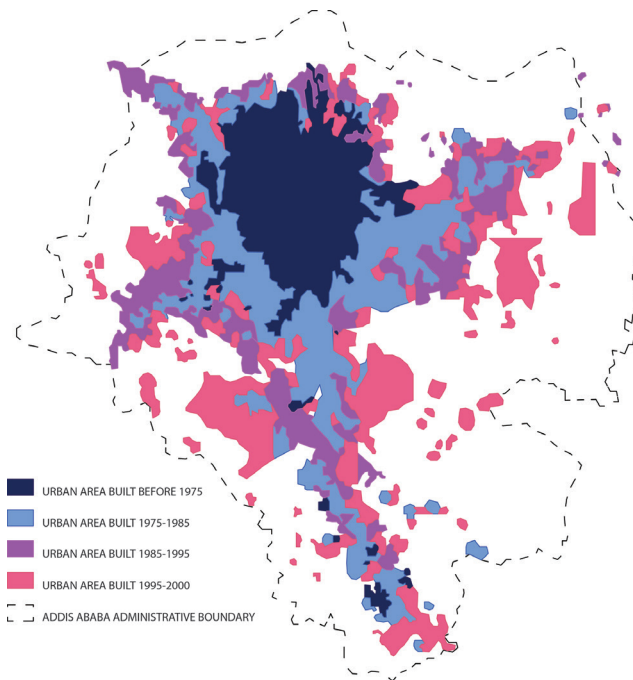 URBAN AREA BUILT BEFORE 1975
URBAN AREA BUILT 1975-1985
URBAN AREA BUILT 1985-1995
URBAN AREA BUILT 1995-2000
ADDIS ABABA ADMINISTRATIVE BOUNDARY